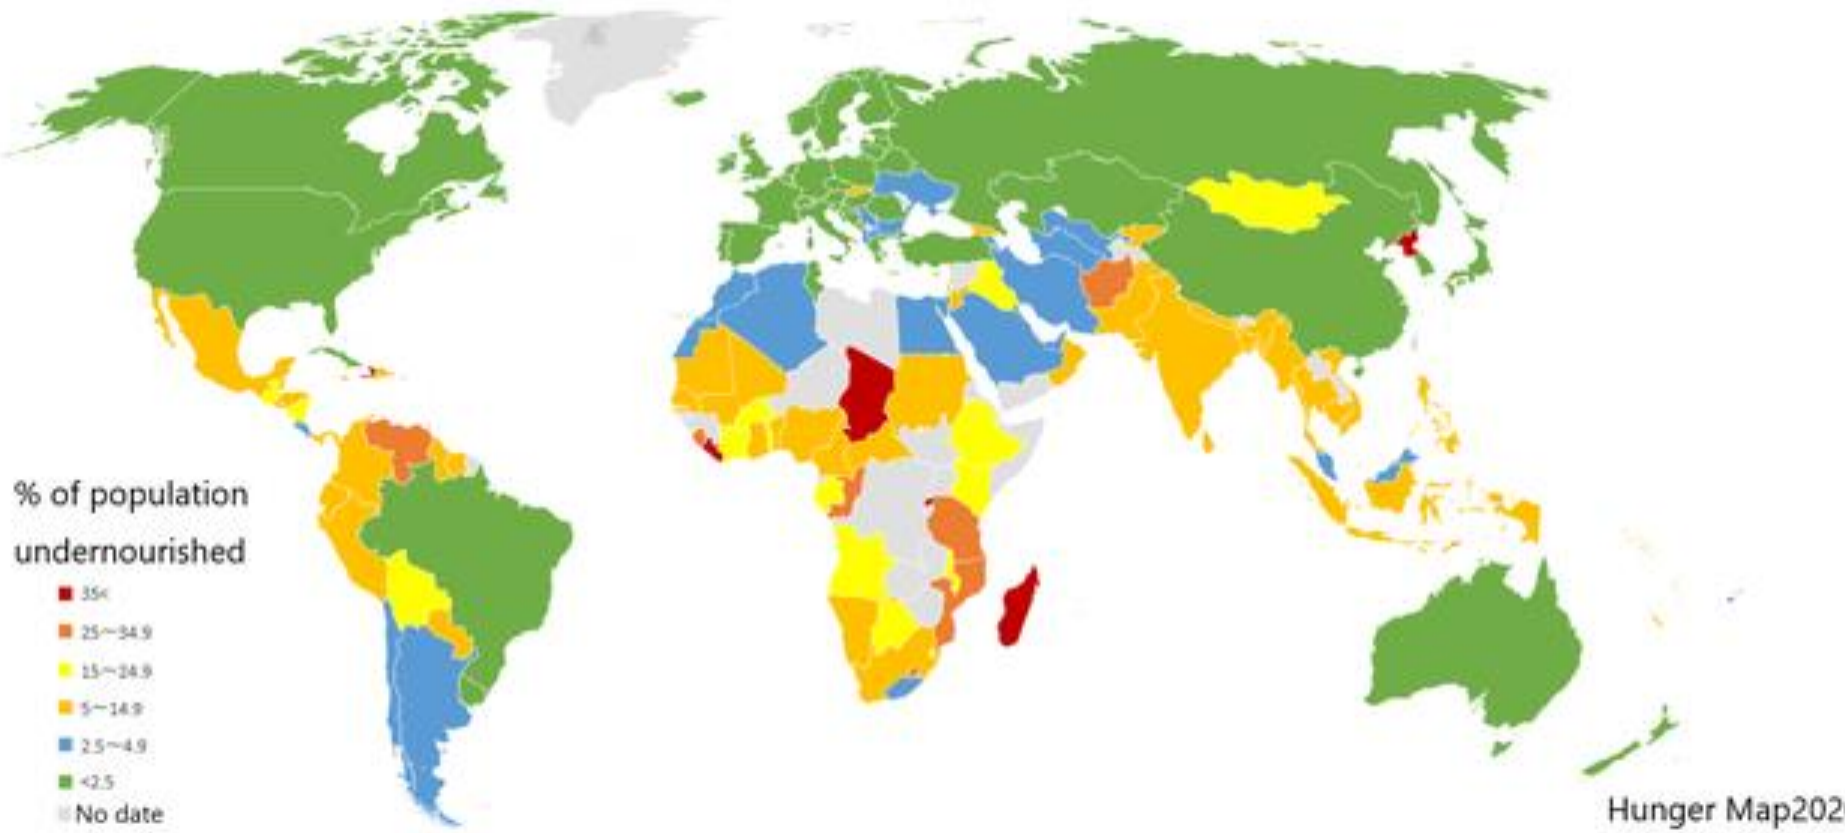 % of population
undernourished
35<
25～34.9
15～24.9
5～14.9
2.5～4.9
<2.5
No date
Hunger Map202